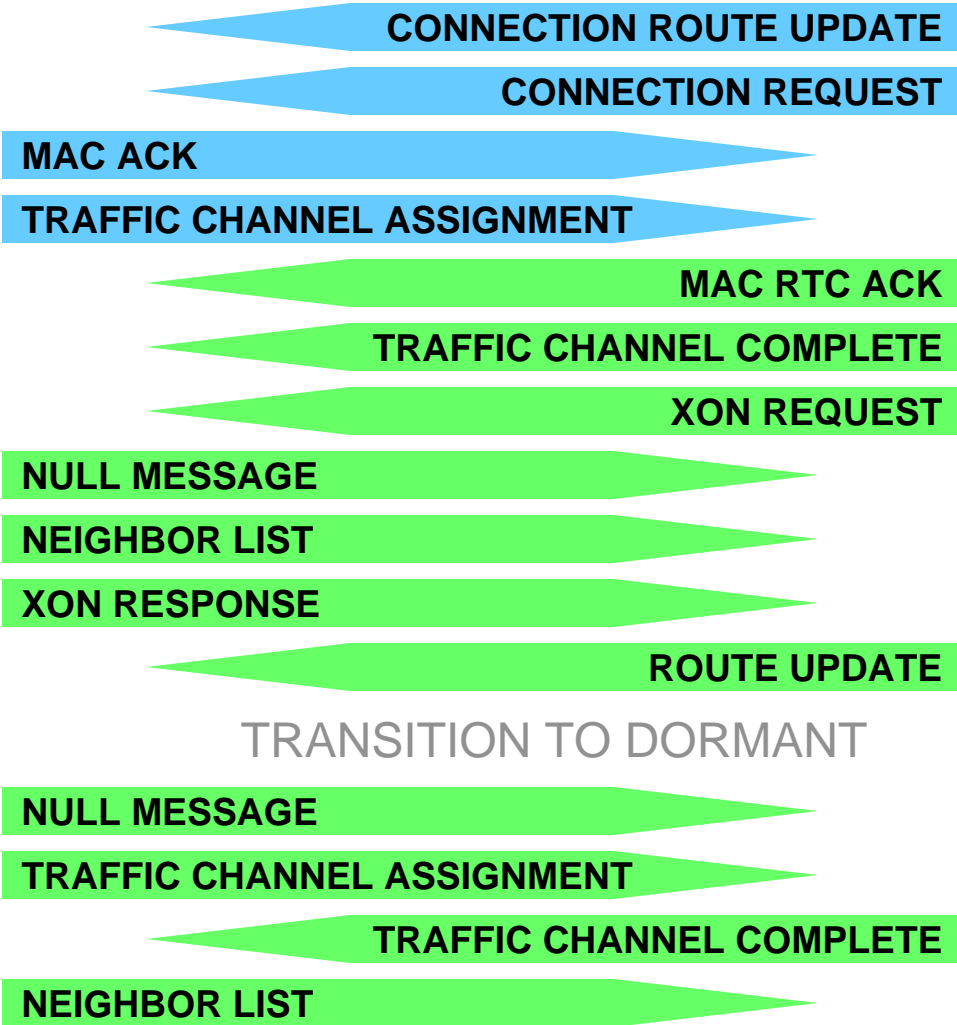 CONNECTION ROUTE UPDATE
CONNECTION REQUEST
MAC ACK
TRAFFIC CHANNEL ASSIGNMENT
MAC RTC ACK
TRAFFIC CHANNEL COMPLETE
XON REQUEST
NULL MESSAGE
NEIGHBOR LIST
XON RESPONSE
ROUTE UPDATE
TRANSITION TO DORMANT
NULL MESSAGE
TRAFFIC CHANNEL ASSIGNMENT
TRAFFIC CHANNEL COMPLETE
NEIGHBOR LIST